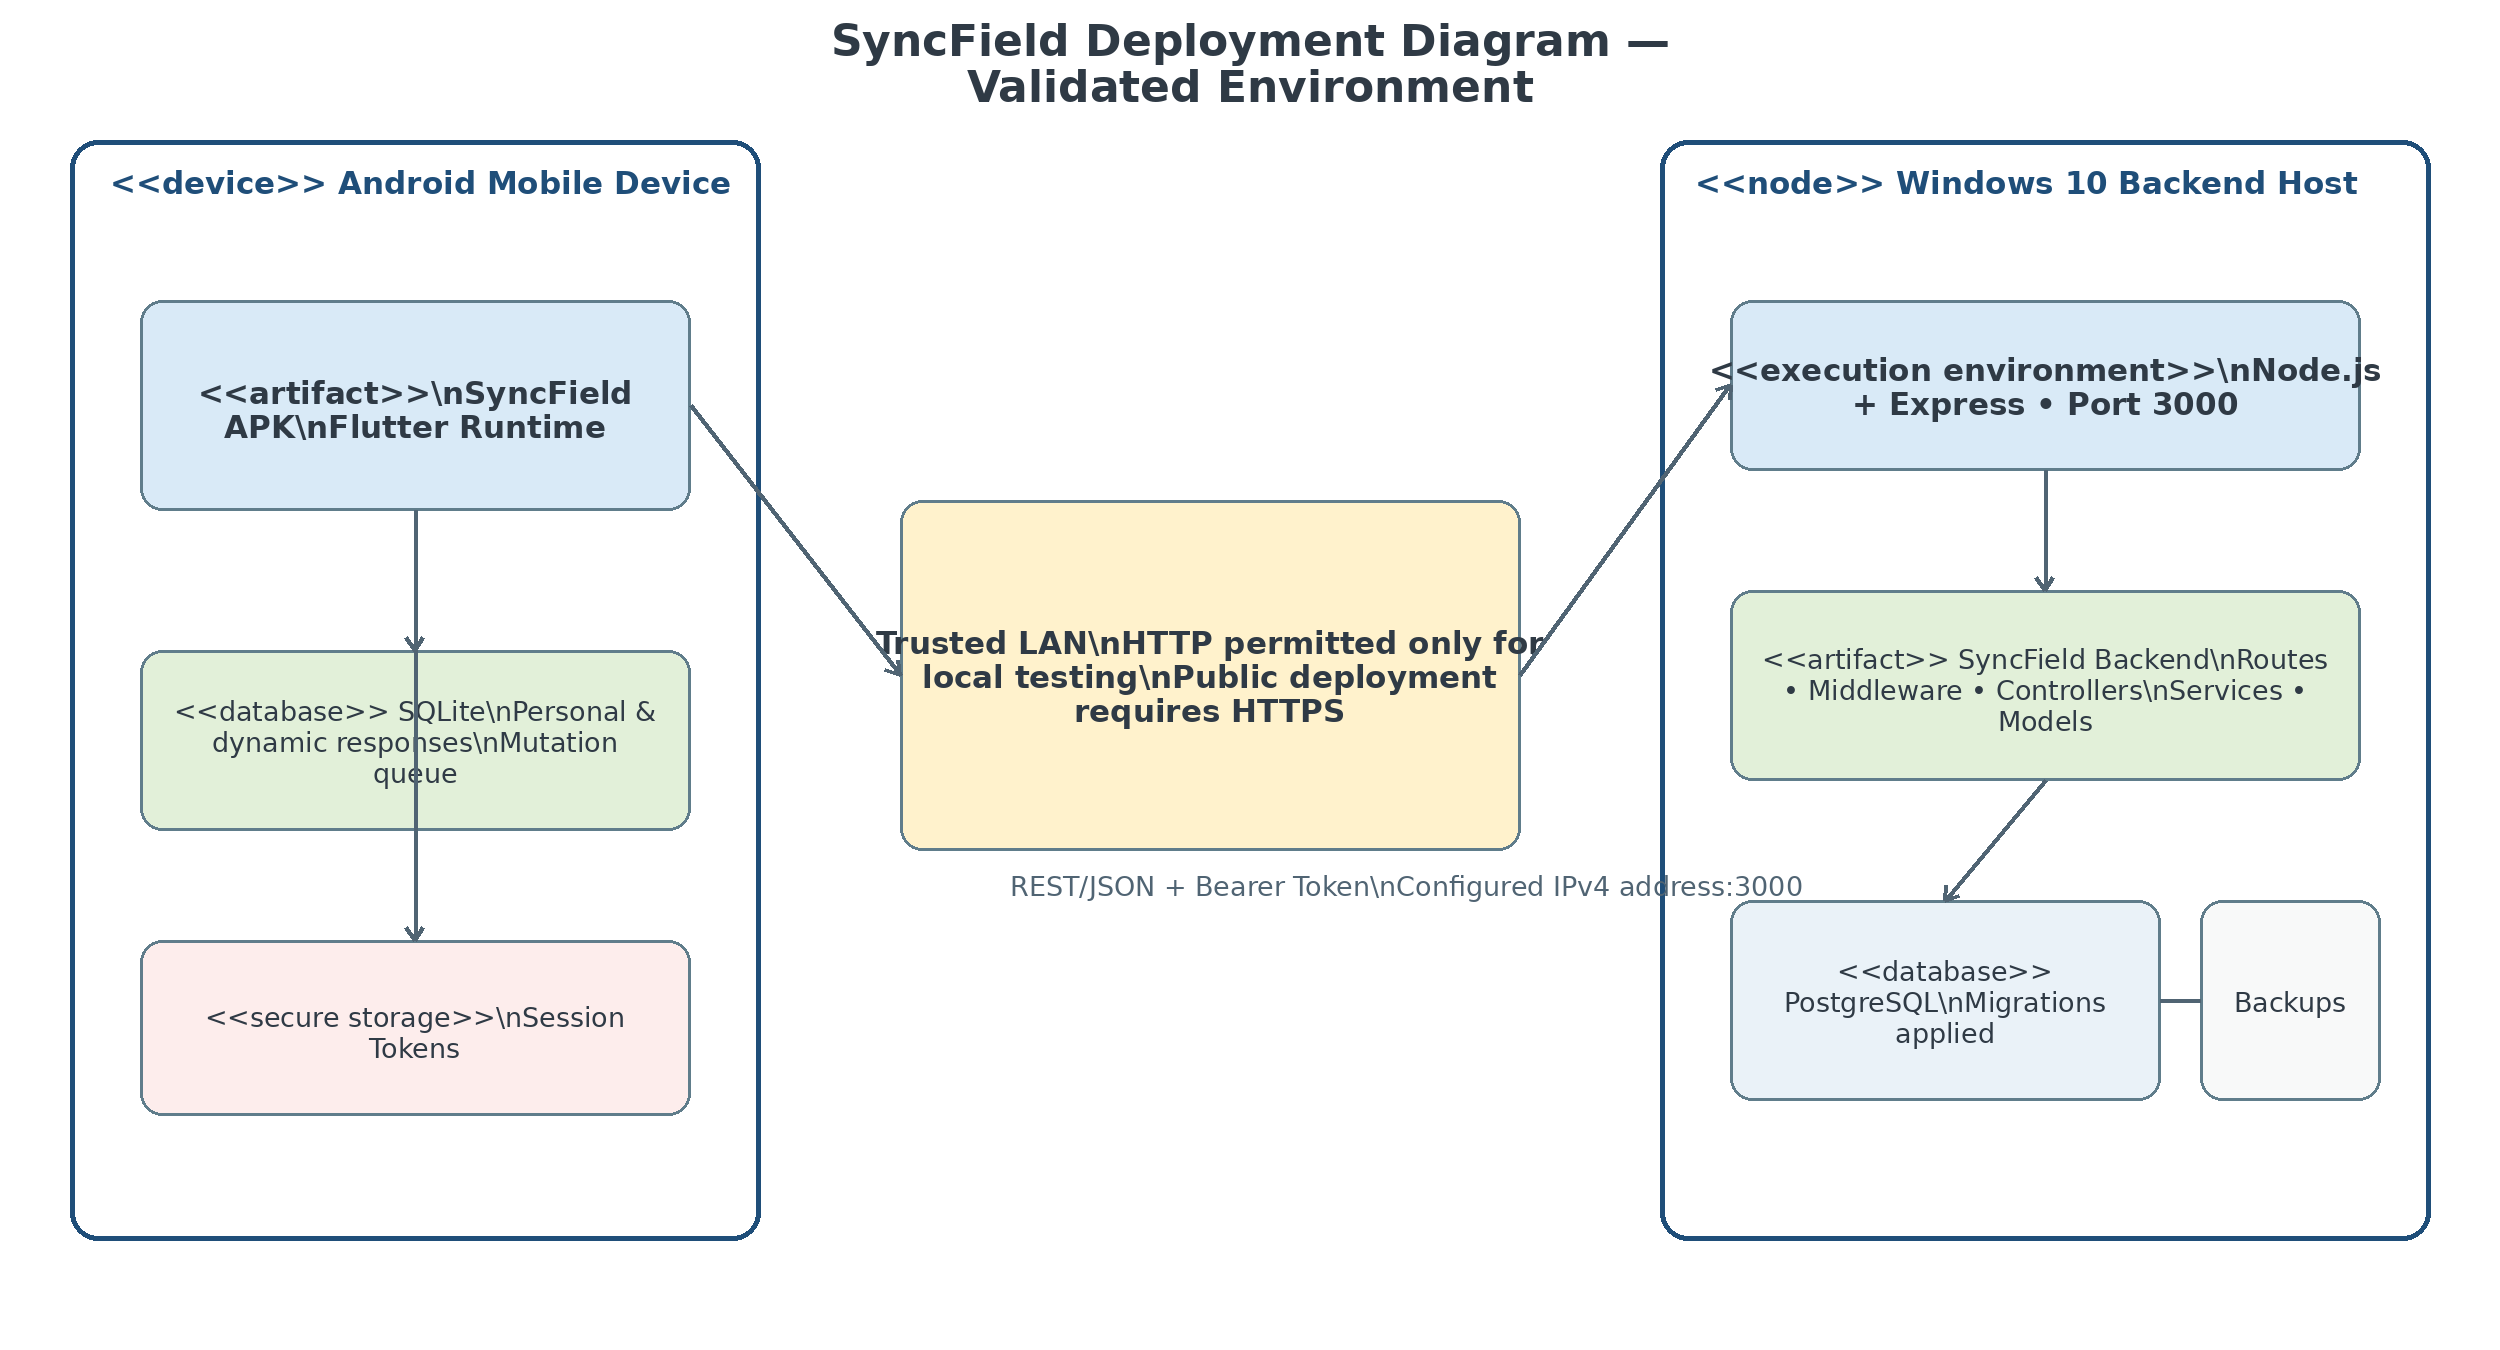 SyncField Deployment Diagram —
Validated Environment
<<device>> Android Mobile Device
<<artifact>>\nSyncField
APK\nFlutter Runtime
<<database>> SQLite\nPersonal &
dynamic responses\nMutation
queue
<<secure storage>>\nSession
Tokens
Trusted LAN\nHTTP permitted only for
local testing\nPublic deployment
requires HTTPS
REST/JSON + Bearer Token\nConfigured IPv4 address:3000
<<node>> Windows 10 Backend Host
<<execution environment>>\nNode.js
+ Express • Port 3000
<<artifact>> SyncField Backend\nRoutes
• Middleware • Controllers\nServices •
Models
<<database>>
PostgreSQL\nMigrations
applied
Backups